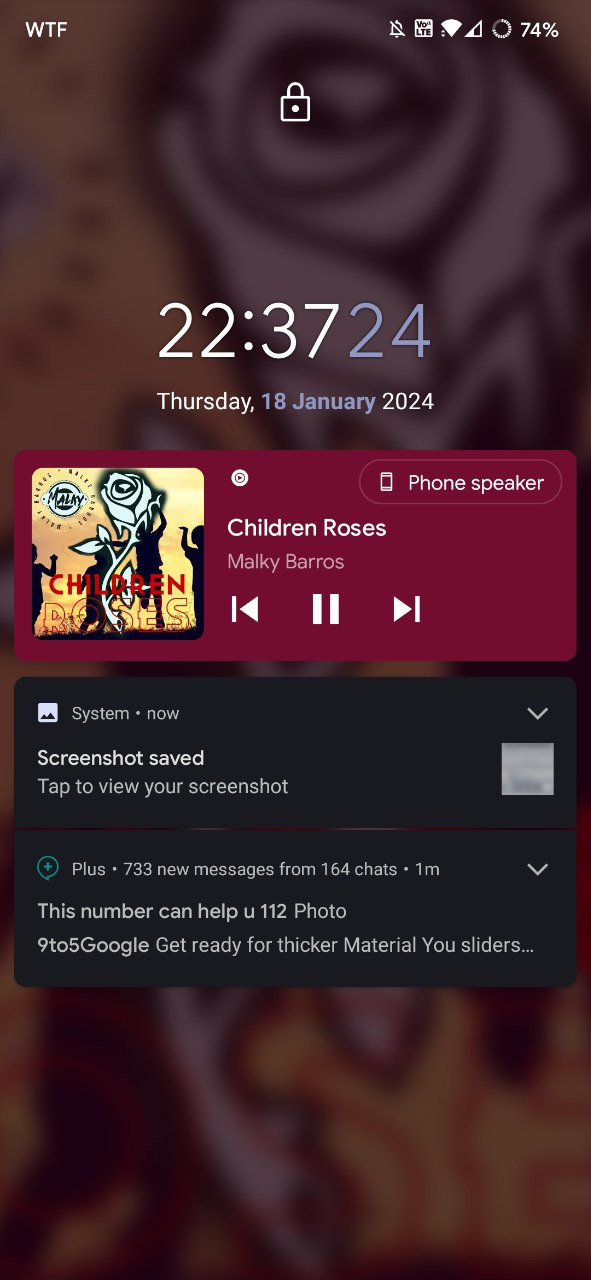 WTF
Vo LTE
74%
22:37 24
Thursday, 18 January 2024
MALKY
CHILDREN
ROSES
Phone speaker
Children Roses
Malky Barros
System • now
Screenshot saved
Tap to view your screenshot
Plus • 733 new messages from 164 chats • 1m
This number can help u 112 Photo
9to5Google Get ready for thicker Material You sliders…